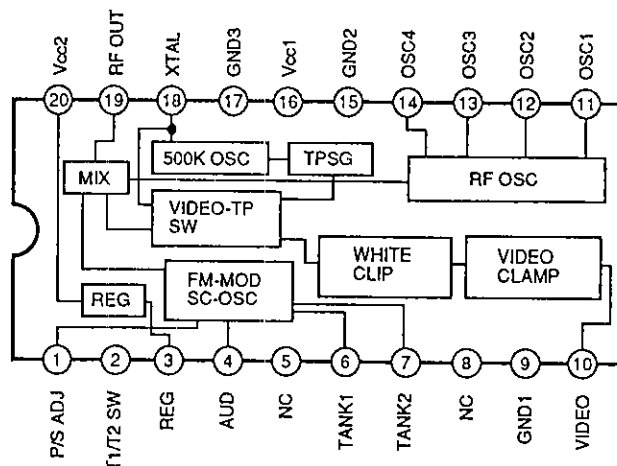 Vcc2
RF OUT
XTAL
GND3
Vcc1
GND2
OSC4
OSC3
OSC2
OSC1
20
19
18
17
16
15
14
13
12
11
500K OSC
TPSG
MIX
RF OSC
VIDEO-TP
SW
WHITE
CLIP
VIDEO
CLAMP
FM-MOD
SC-OSC
REG
1
2
3
4
5
6
7
8
9
10
P/S ADJ
T1/T2 SW
REG
AUD
NC
TANK1
TANK2
NC
GND1
VIDEO